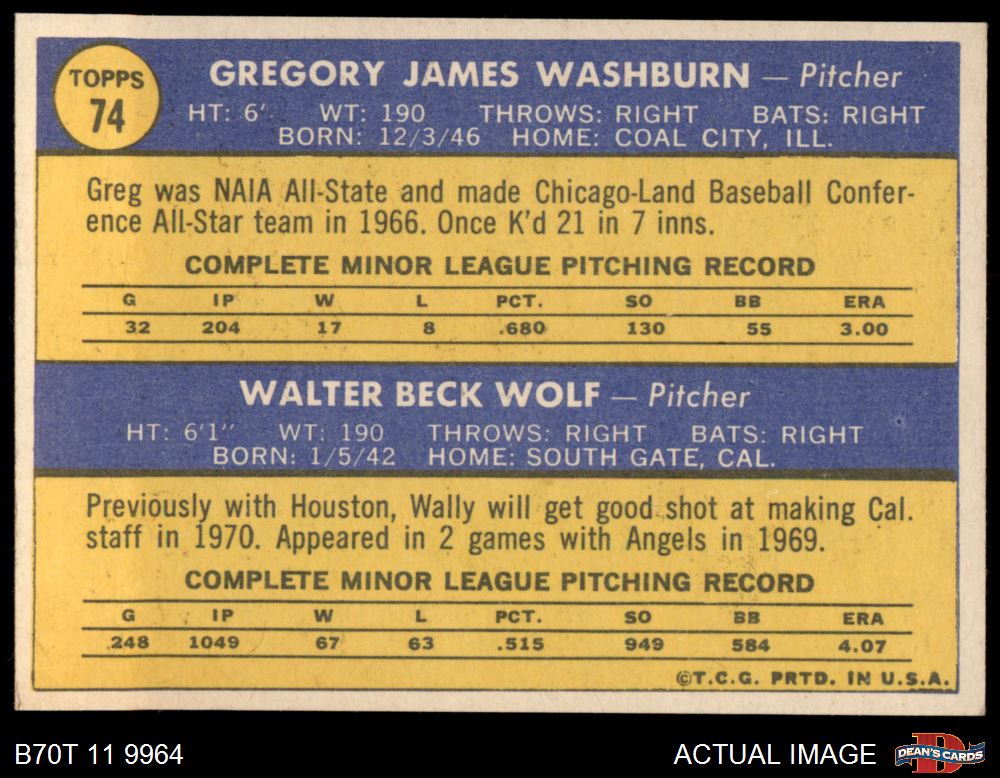 TOPPS
74
GREGORY JAMES WASHBURN — Pitcher
HT: 6' WT: 190 THROWS: RIGHT BATS: RIGHT
BORN: 12/3/46 HOME: COAL CITY, ILL.
Greg was NAIA All-State and made Chicago-Land Baseball Confer-
ence All-Star team in 1966. Once K'd 21 in 7 inns.
COMPLETE MINOR LEAGUE PITCHING RECORD
G IP W L PCT. SO BB ERA
32 204 17 8 .680 130 55 3.00
WALTER BECK WOLF — Pitcher
HT: 6'1" WT: 190 THROWS: RIGHT BATS: RIGHT
BORN: 1/5/42 HOME: SOUTH GATE, CAL.
Previously with Houston, Wally will get good shot at making Cal.
staff in 1970. Appeared in 2 games with Angels in 1969.
COMPLETE MINOR LEAGUE PITCHING RECORD
G IP W L PCT. SO BB ERA
248 1049 67 63 .515 949 584 4.07
©T.C.G. PRTD. IN U.S.A.
B70T 11 9964 ACTUAL IMAGE DEAN'S CARDS